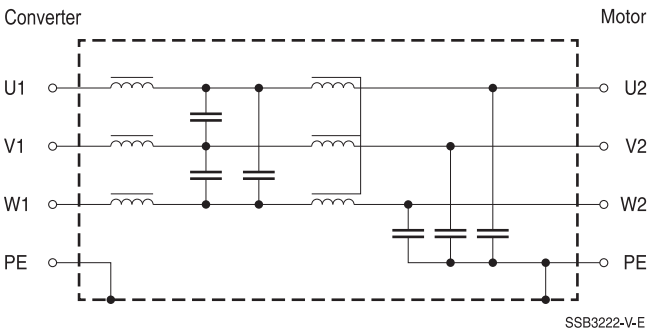 Converter Motor
U1 U2
V1 V2
W1 W2
PE PE
SSB3222-V-E